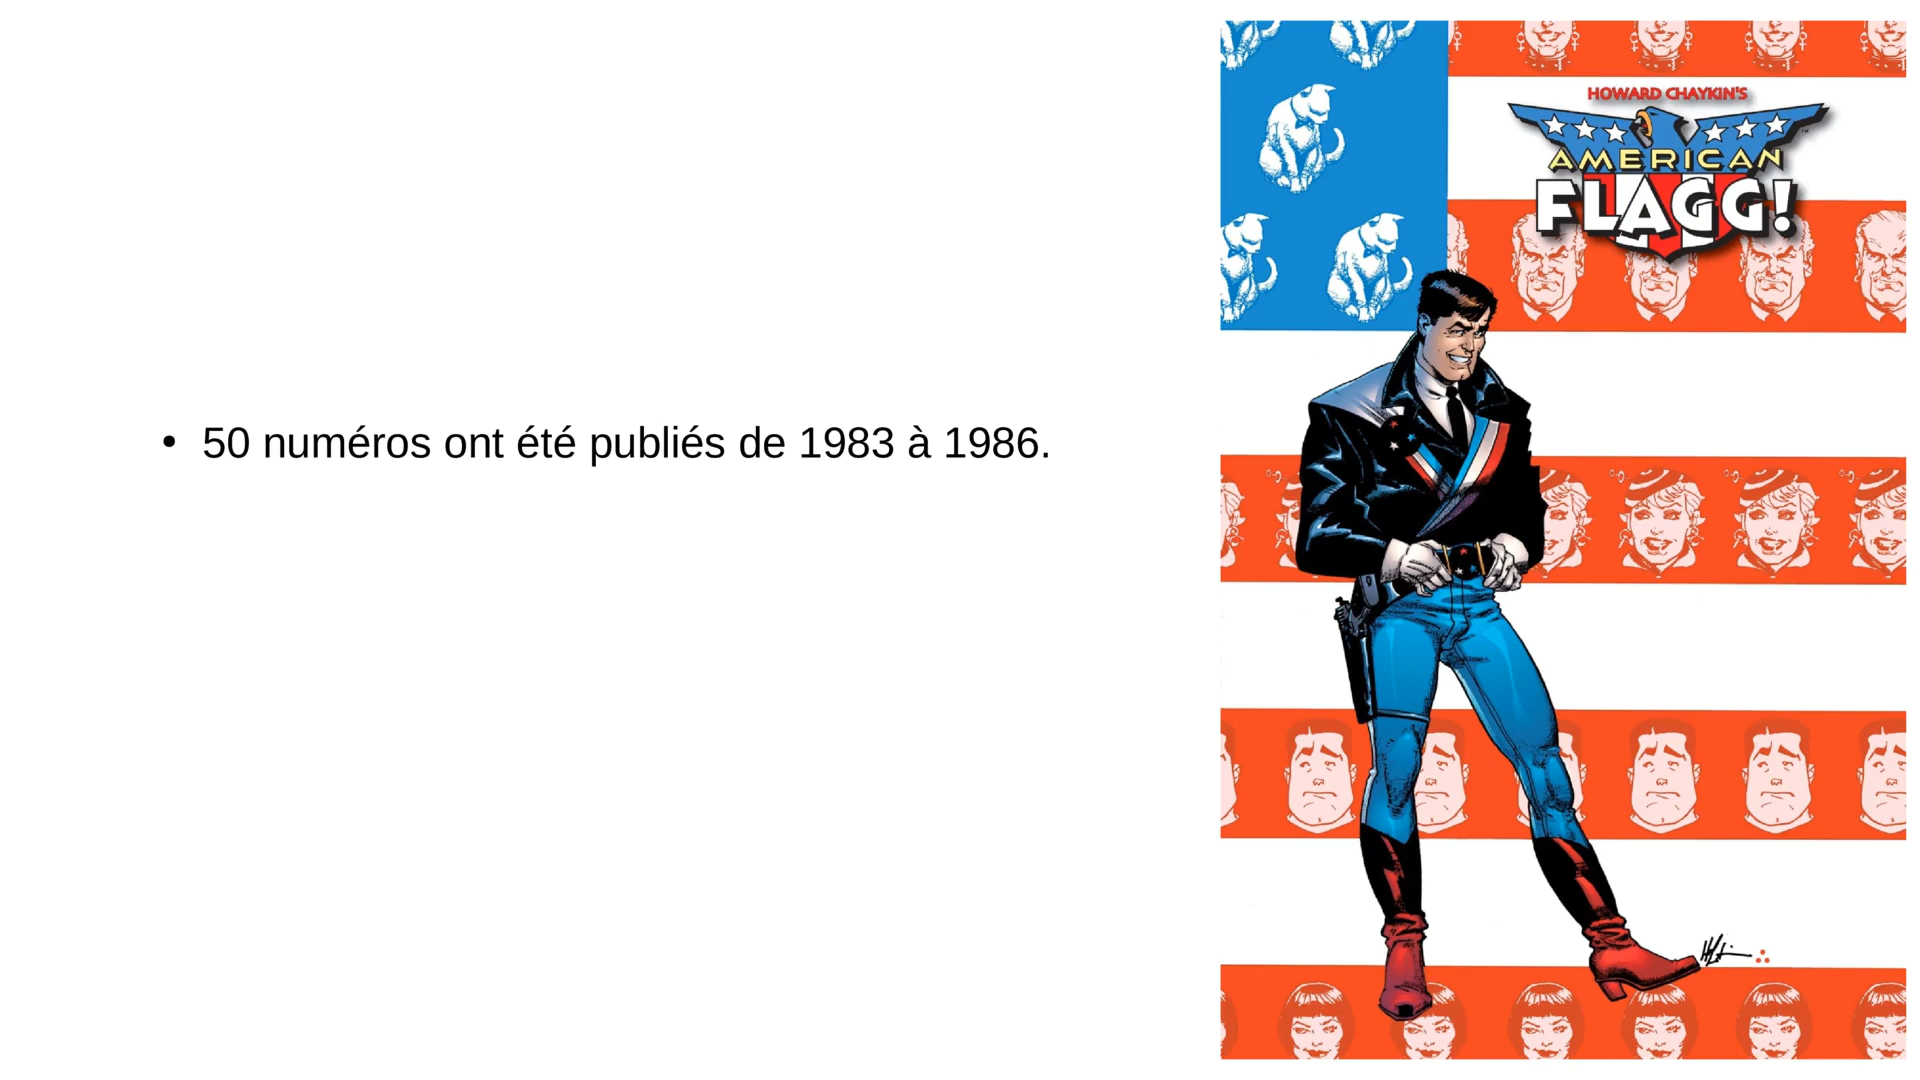 • 50 numéros ont été publiés de 1983 à 1986.
HOWARD CHAYKIN'S
AMERICAN
FLAGG!